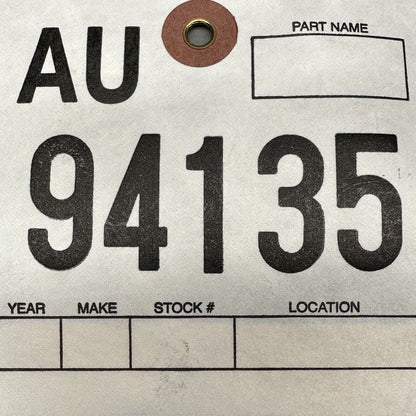 AU
PART NAME
94135
YEAR MAKE STOCK # LOCATION